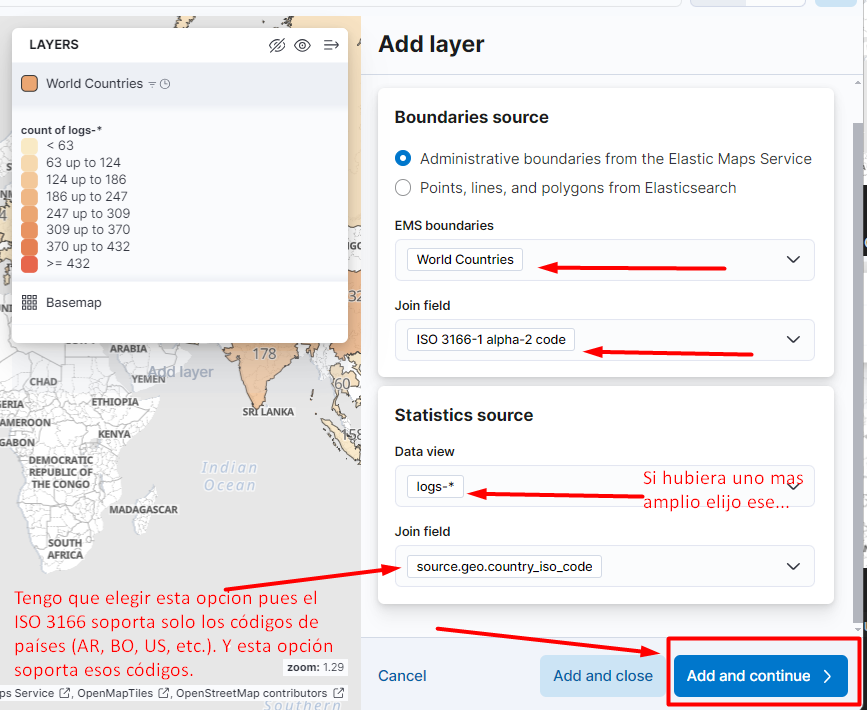 LAYERS
World Countries
count of logs-*
< 63
63 up to 124
124 up to 186
186 up to 247
247 up to 309
309 up to 370
370 up to 432
>= 432
Basemap
ARABIA
178
YEMEN
Add layer
CHAD
ETHIOPIA
SRI LANKA
60
KENYA
GABON
DEMOCRATIC
REPUBLIC OF
THE CONGO
Indian
Ocean
MADAGASCAR
SOUTH
AFRICA
Tengo que elegir esta opción pues el
ISO 3166 soporta solo los códigos de
países (AR, BO, US, etc.). Y esta opción
soporta esos códigos.
zoom: 1.29
ps Service, OpenMapTiles, OpenStreetMap contributors
Southern
Add layer
Boundaries source
Administrative boundaries from the Elastic Maps Service
Points, lines, and polygons from Elasticsearch
EMS boundaries
World Countries
Join field
ISO 3166-1 alpha-2 code
Statistics source
Data view
logs-*
Si hubiera uno mas
amplio elijo ese...
Join field
source.geo.country_iso_code
Cancel
Add and close
Add and continue